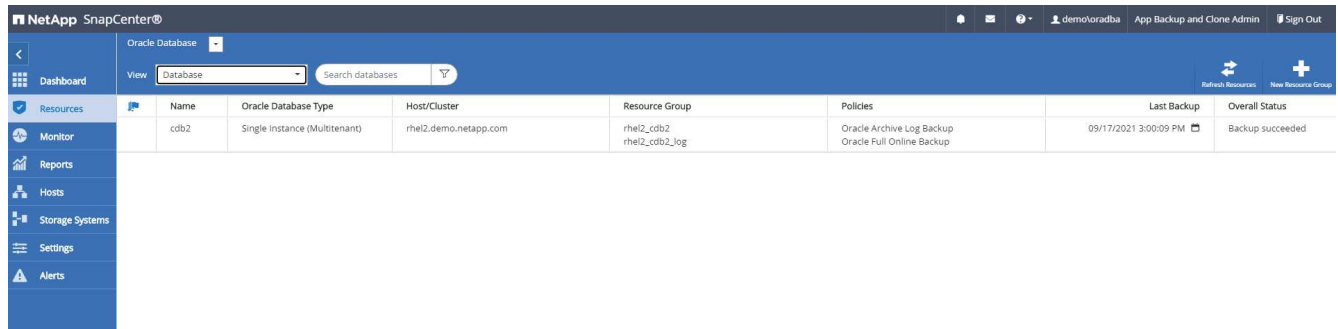 NetApp SnapCenter®
demo\oradba App Backup and Clone Admin Sign Out
Oracle Database
View Database Search databases
Refresh Resources New Resource Group
Dashboard
Resources
Monitor
Reports
Hosts
Storage Systems
Settings
Alerts
Name Oracle Database Type Host/Cluster Resource Group Policies Last Backup Overall Status
cdb2 Single Instance (Multitenant) rhel2.demo.netapp.com rhel2_cdb2 Oracle Archive Log Backup 09/17/2021 3:00:09 PM Backup succeeded
rhel2_cdb2_log Oracle Full Online Backup